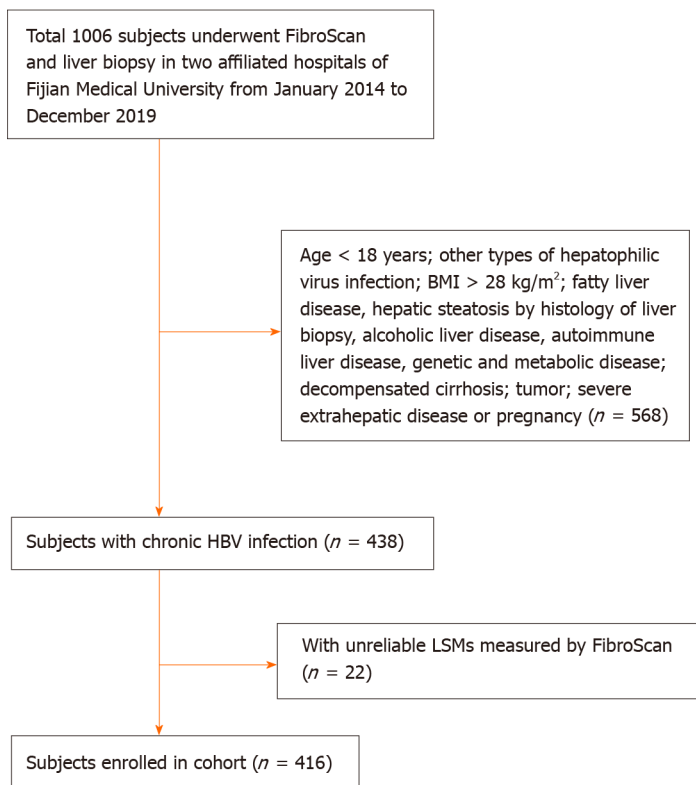 Total 1006 subjects underwent FibroScan
and liver biopsy in two affiliated hospitals of
Fijian Medical University from January 2014 to
December 2019
Age < 18 years; other types of hepatophilic
virus infection; BMI > 28 kg/m²; fatty liver
disease, hepatic steatosis by histology of liver
biopsy, alcoholic liver disease, autoimmune
liver disease, genetic and metabolic disease;
decompensated cirrhosis; tumor; severe
extrahepatic disease or pregnancy (n = 568)
Subjects with chronic HBV infection (n = 438)
With unreliable LSMs measured by FibroScan
(n = 22)
Subjects enrolled in cohort (n = 416)